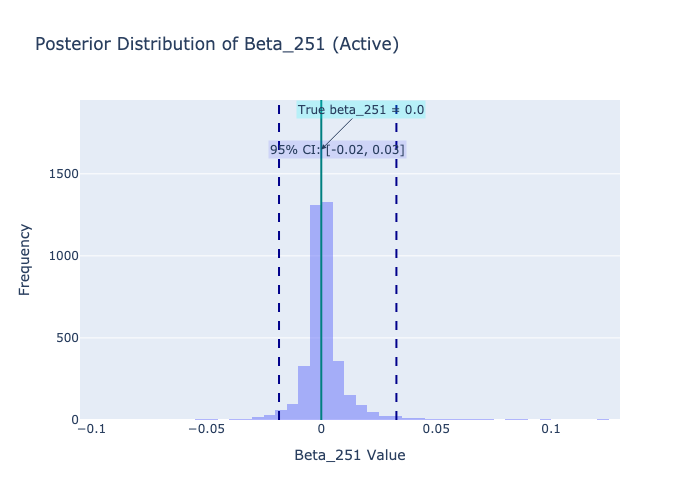 Posterior Distribution of Beta_251 (Active)
True beta_251 = 0.0
95% CI: [-0.02, 0.03]
1500
1000
500
0
Frequency
−0.1
−0.05
0
0.05
0.1
Beta_251 Value